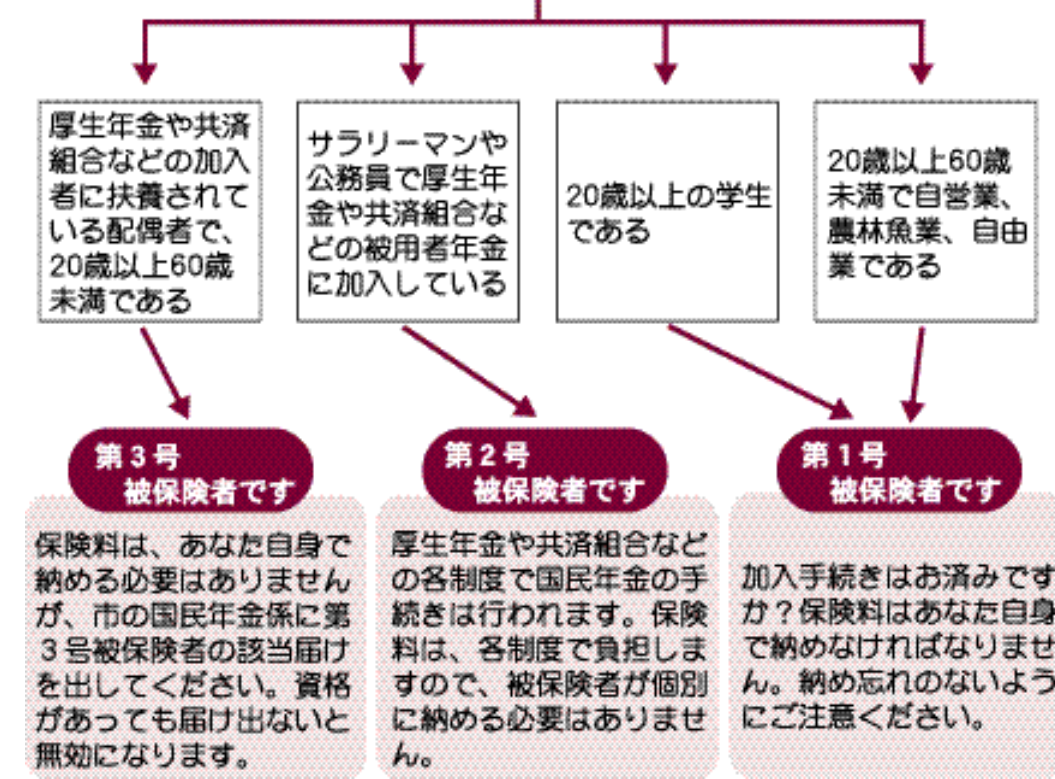 厚生年金や共済
組合などの加入
者に扶養されて
いる配偶者で、
20歳以上60歳
未満である
サラリーマンや
公務員で厚生年
金や共済組合な
どの被用者年金
に加入している
20歳以上の学生
である
20歳以上60歳
未満で自営業、
農林魚業、自由
業である
第3号
被保険者です
保険料は、あなた自身で
納める必要はありません
が、市の国民年金係に第
3号被保険者の該当届け
を出してください。資格
があっても届け出ないと
無効になります。
第2号
被保険者です
厚生年金や共済組合など
の各制度で国民年金の手
続きは行われます。保険
料は、各制度で負担しま
すので、被保険者が個別
に納める必要はありませ
ん。
第1号
被保険者です
加入手続きはお済みです
か？保険料はあなた自身
で納めなければなりませ
ん。納め忘れのないよう
にご注意ください。